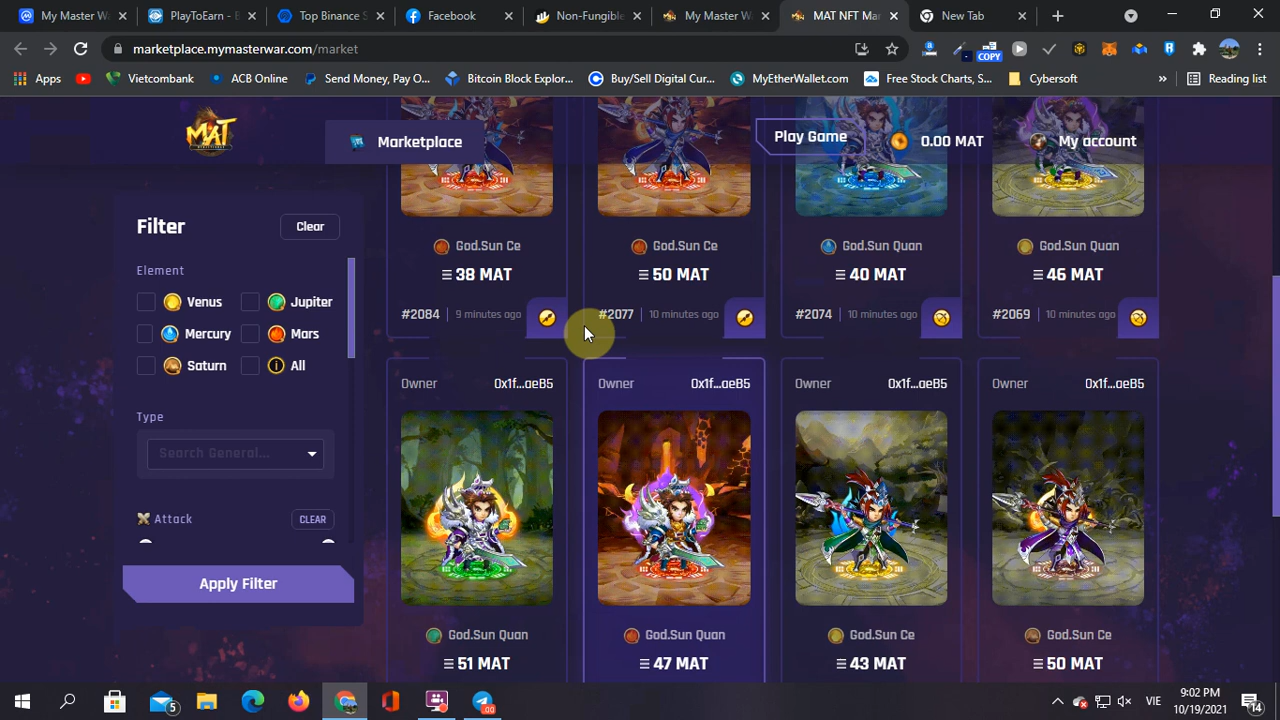 My Master W
PlayToEarn - B
Top Binance S
Facebook
Non-Fungible
My Master W
MAT NFT Ma
New Tab
marketplace.mymasterwar.com/market
COPY
Apps
Vietcombank
ACB Online
Send Money, Pay O...
Bitcoin Block Explor...
Buy/Sell Digital Cur...
MyEtherWallet.com
Free Stock Charts, S...
Cybersoft
»
Reading list
MAT
Marketplace
Play Game
0.00 MAT
My account
Filter
Clear
Element
Venus
Jupiter
Mercury
Mars
Saturn
All
Type
Search General...
Attack
CLEAR
Apply Filter
God.Sun Ce
38 MAT
#2084 | 9 minutes ago
God.Sun Ce
50 MAT
#2077 | 10 minutes ago
God.Sun Quan
40 MAT
#2074 | 10 minutes ago
God.Sun Quan
46 MAT
#2069 | 10 minutes ago
Owner 0x1f...aeB5
God.Sun Quan
51 MAT
Owner 0x1f...aeB5
God.Sun Quan
47 MAT
Owner 0x1f...aeB5
God.Sun Ce
43 MAT
Owner 0x1f...aeB5
God.Sun Ce
50 MAT
5
VIE
9:02 PM
10/19/2021
14